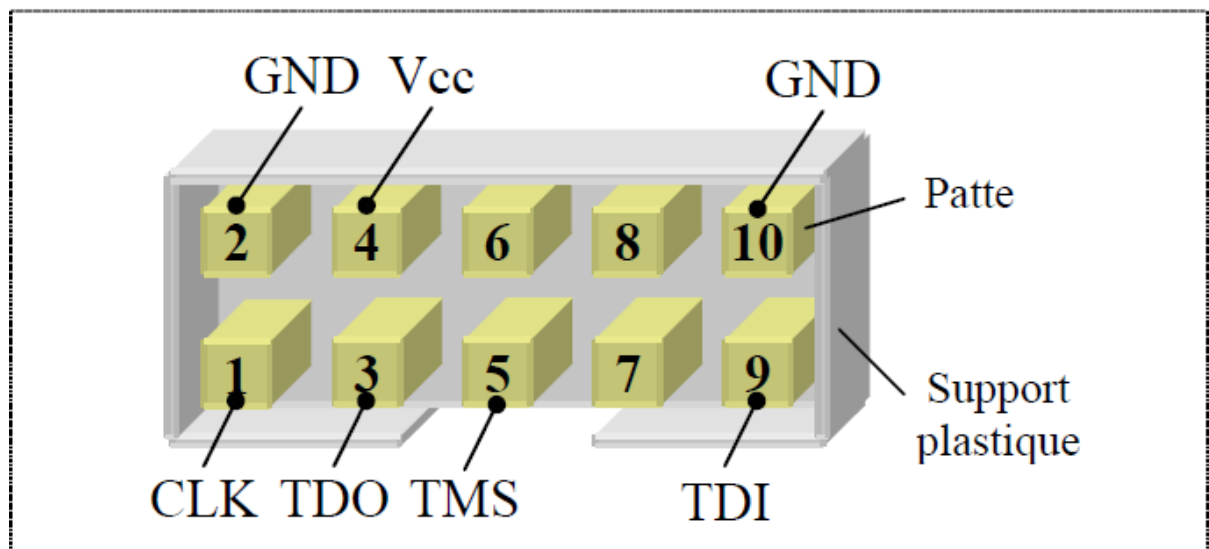 GND Vcc GND
2 4 6 8 10
Patte
1 3 5 7 9
Support
plastique
CLK TDO TMS TDI